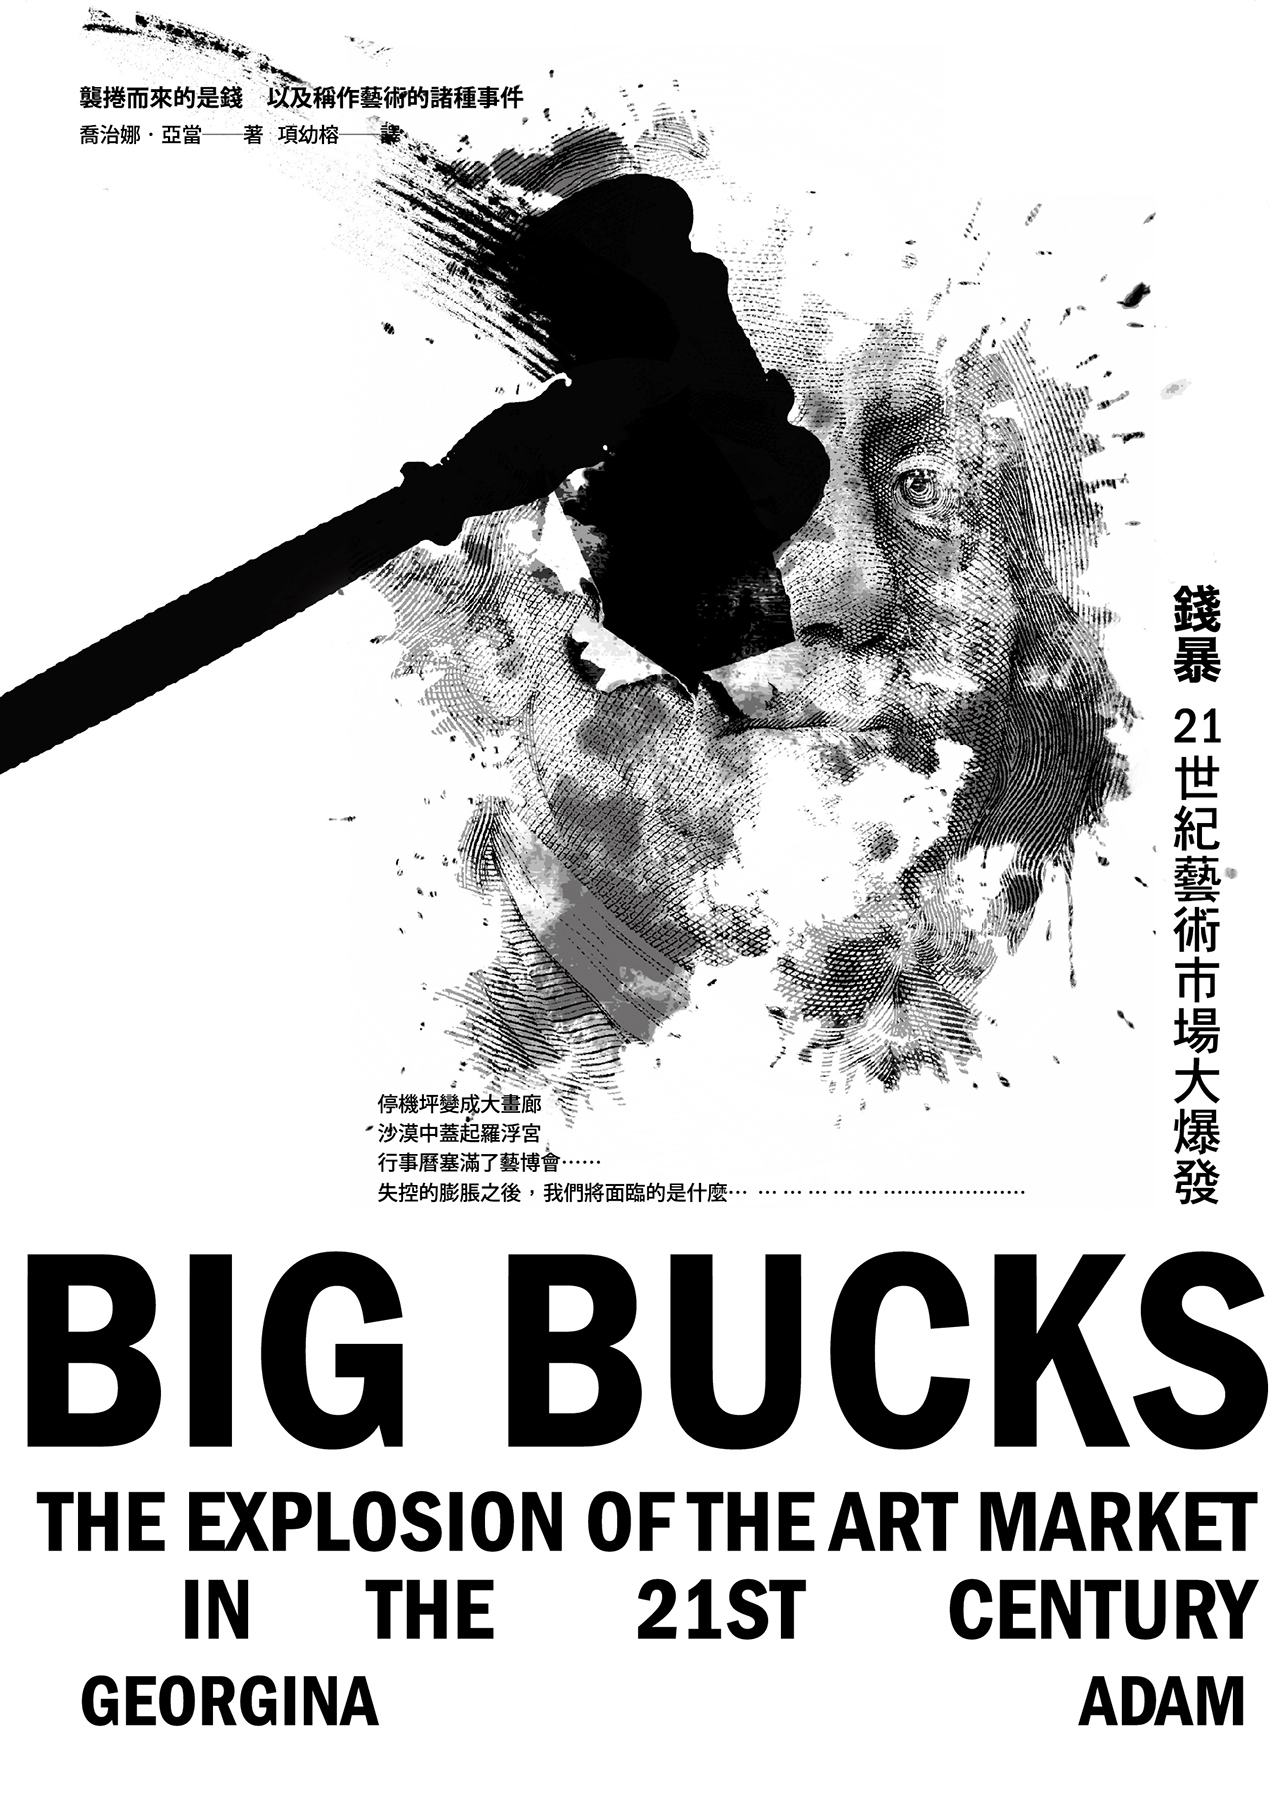 襲捲而來的是錢　以及稱作藝術的諸種事件
喬治娜・亞當——著 項幼榕——譯
錢暴 21世紀藝術市場大爆發
停機坪變成大畫廊
沙漠中蓋起羅浮宮
行事曆塞滿了藝博會……
失控的膨脹之後，我們將面臨的是什麼… … … … … … …………………
BIG BUCKS
THE EXPLOSION OF THE ART MARKET
IN THE 21ST CENTURY
GEORGINA ADAM